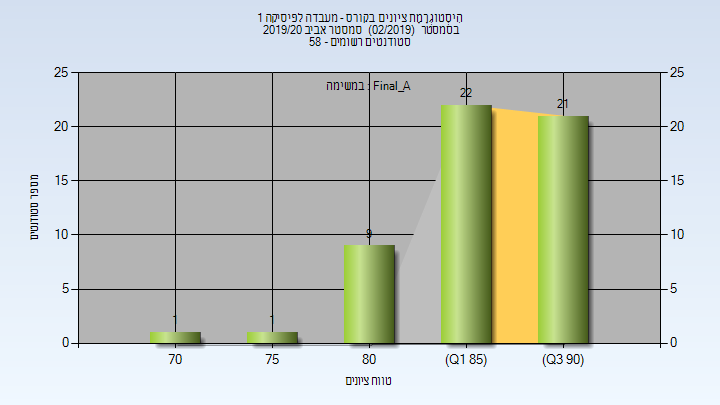 היסטוגרמת ציונים בקורס - מעבדה לפיסיקה 1
בסמסטר (02/2019) סמסטר אביב 2019/20
סטודנטים רשומים - 58
במשימה : Final_A
25 25
20 20
15 15
10 10
5 5
0 0
22
21
9
1
1
מספר סטודנטים
70 75 80 (Q1 85) (Q3 90)
טווח ציונים